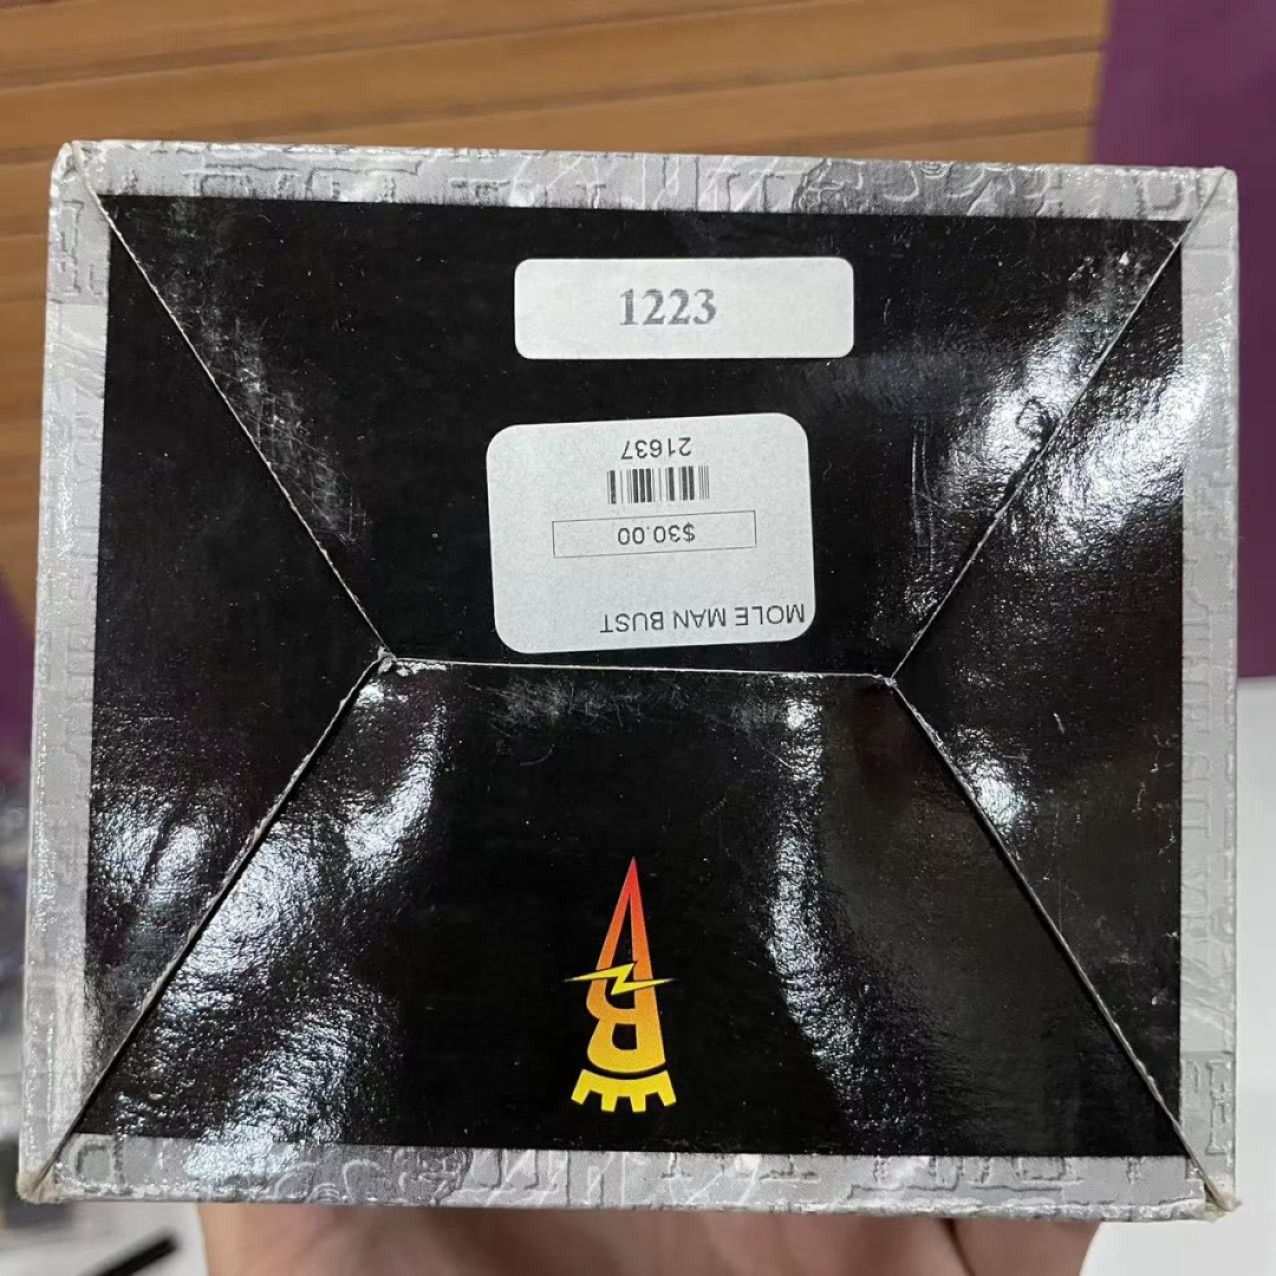 1223
MOLE MAN BUST
$30.00
21637